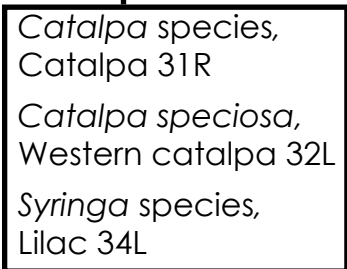 Catalpa species,
Catalpa 31R
Catalpa speciosa,
Western catalpa 32L
Syringa species,
Lilac 34L